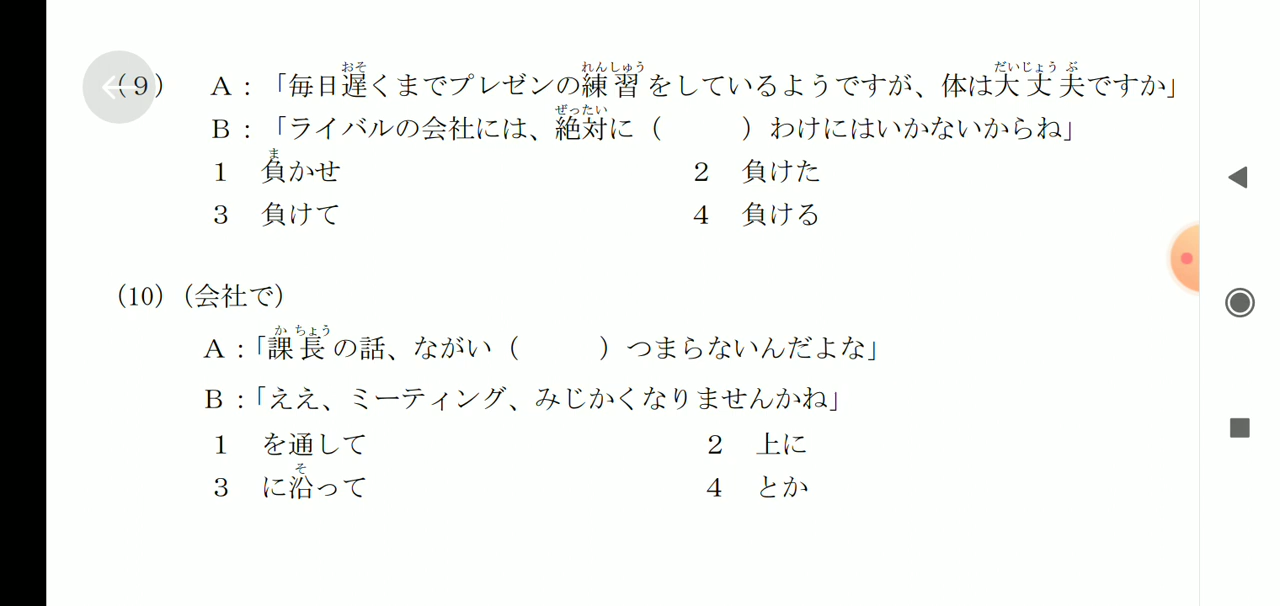 （9） A：「毎日遅くまでプレゼンの練習をしているようですが、体は大丈夫ですか」
B：「ライバルの会社には、絶対に（　　　）わけにはいかないからね」
1 負かせ 2 負けた
3 負けて 4 負ける
（10）（会社で）
A：「課長の話、ながい（　　　）つまらないんだよな」
B：「ええ、ミーティング、みじかくなりませんかね」
1 を通して 2 上に
3 に沿って 4 とか